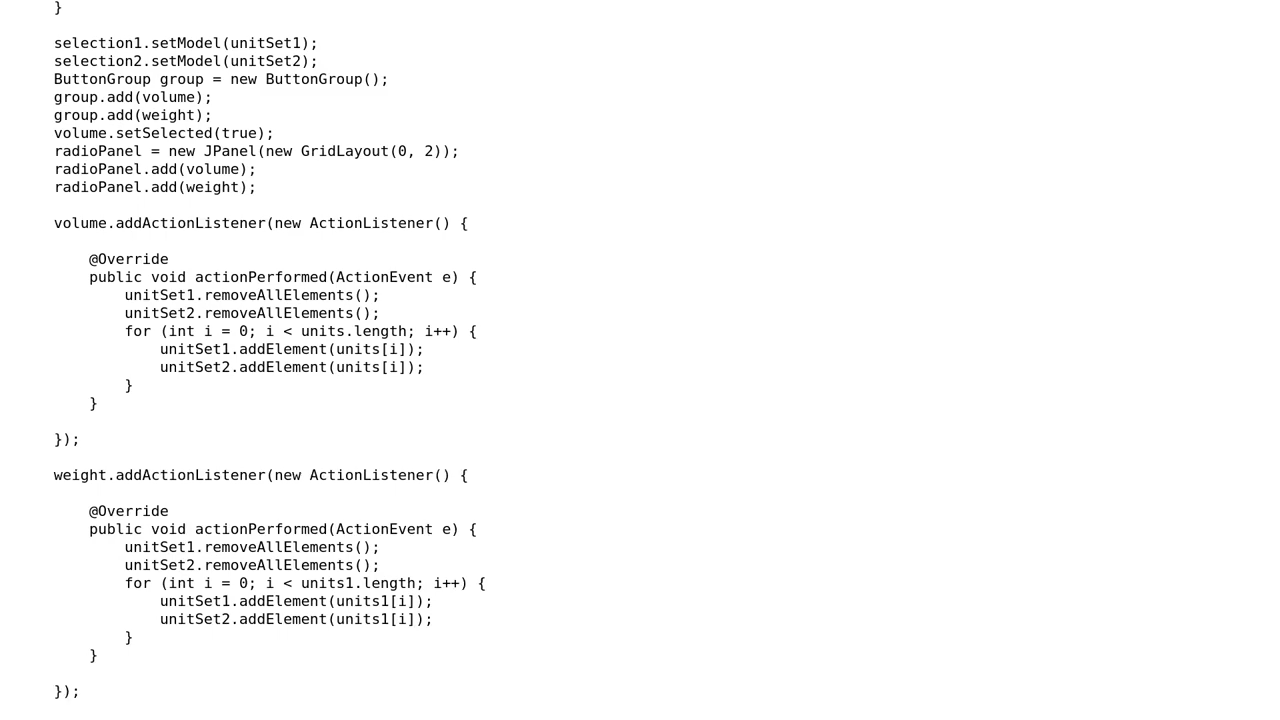 }

selection1.setModel(unitSet1);
selection2.setModel(unitSet2);
ButtonGroup group = new ButtonGroup();
group.add(volume);
group.add(weight);
volume.setSelected(true);
radioPanel = new JPanel(new GridLayout(0, 2));
radioPanel.add(volume);
radioPanel.add(weight);

volume.addActionListener(new ActionListener() {

    @Override
    public void actionPerformed(ActionEvent e) {
        unitSet1.removeAllElements();
        unitSet2.removeAllElements();
        for (int i = 0; i < units.length; i++) {
            unitSet1.addElement(units[i]);
            unitSet2.addElement(units[i]);
        }
    }

});

weight.addActionListener(new ActionListener() {

    @Override
    public void actionPerformed(ActionEvent e) {
        unitSet1.removeAllElements();
        unitSet2.removeAllElements();
        for (int i = 0; i < units1.length; i++) {
            unitSet1.addElement(units1[i]);
            unitSet2.addElement(units1[i]);
        }
    }

});